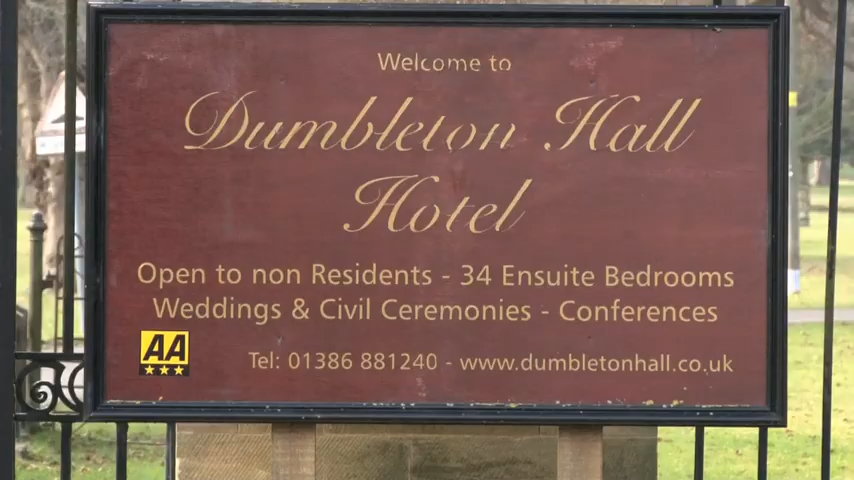 Welcome to
Dumbleton Hall
Hotel
Open to non Residents - 34 Ensuite Bedrooms
Weddings & Civil Ceremonies - Conferences
AA
Tel: 01386 881240 - www.dumbletonhall.co.uk